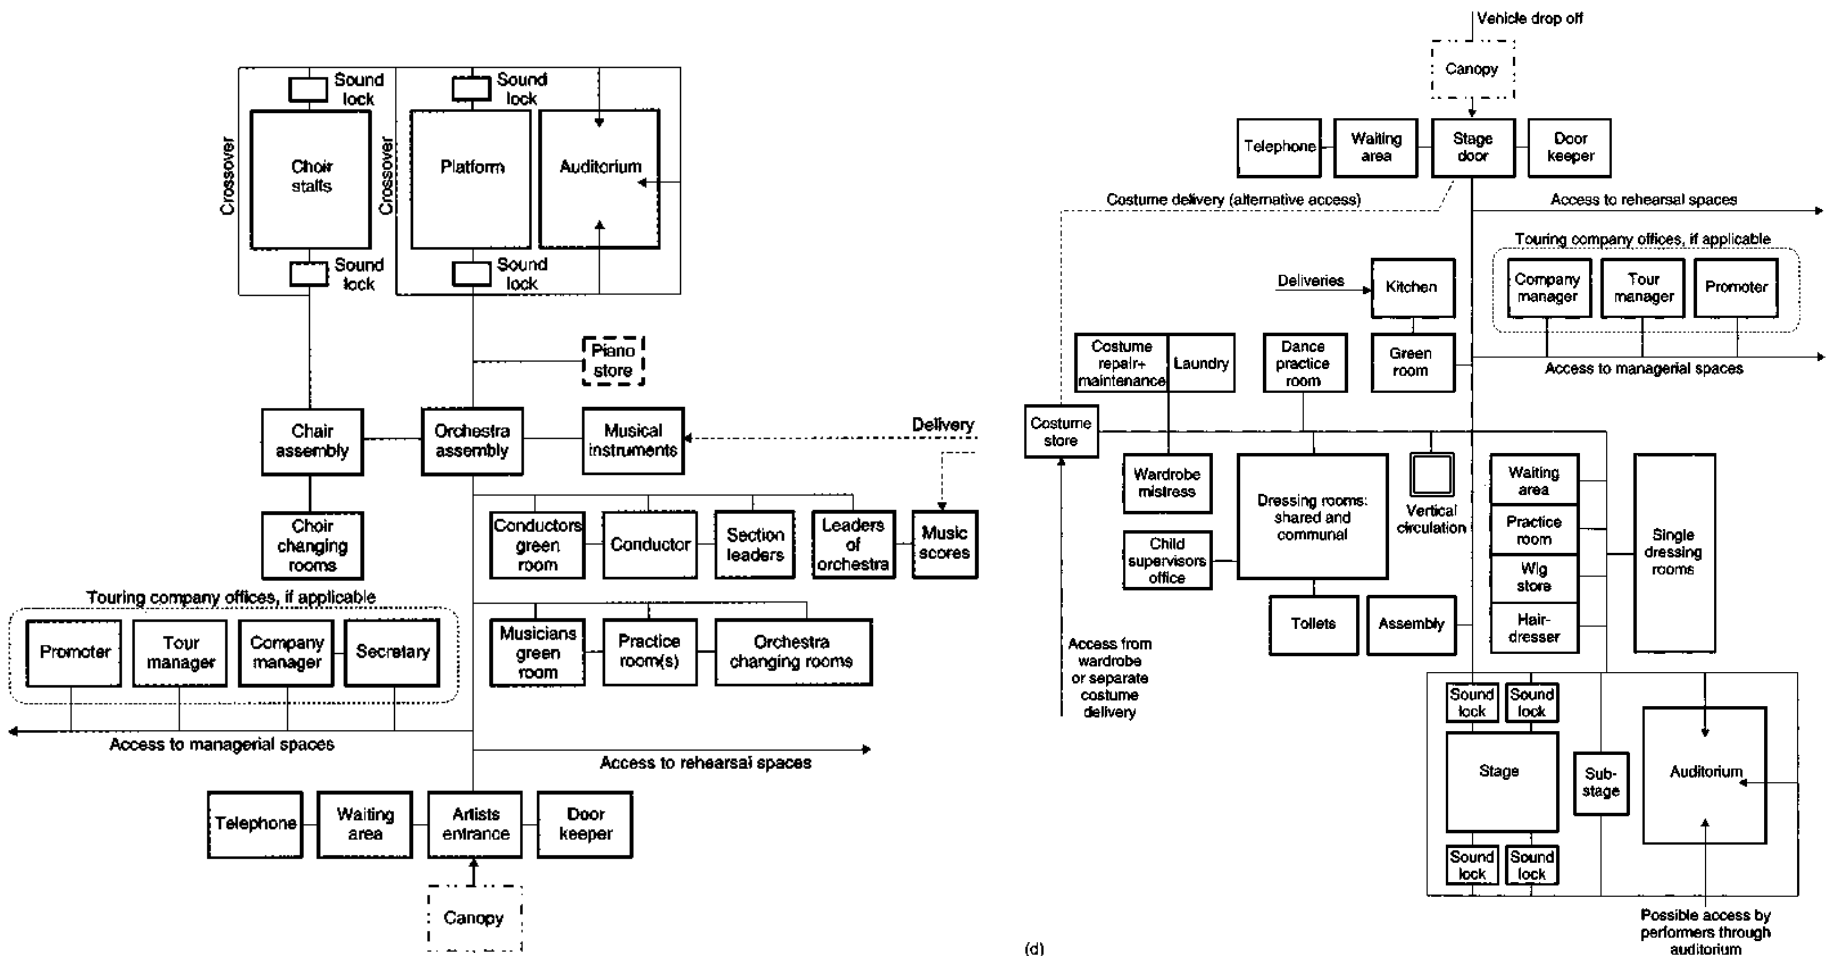 Sound
lock
Sound
lock
Crossover
Choir
stalls
Crossover
Platform
Auditorium
Sound
lock
Sound
lock
Piano
store
Chair
assembly
Orchestra
assembly
Musical
instruments
Delivery
Choir
changing
rooms
Conductors
green
room
Conductor
Section
leaders
Leaders
of
orchestra
Music
scores
Touring company offices, if applicable
Promoter
Tour
manager
Company
manager
Secretary
Musicians
green
room
Practice
room(s)
Orchestra
changing rooms
Access to managerial spaces
Access to rehearsal spaces
Telephone
Waiting
area
Artists
entrance
Door
keeper
Canopy
Vehicle drop off
Canopy
Telephone
Waiting
area
Stage
door
Door
keeper
Costume delivery (alternative access)
Access to rehearsal spaces
Touring company offices, if applicable
Deliveries
Kitchen
Company
manager
Tour
manager
Promoter
Costume
repair+
maintenance
Laundry
Dance
practice
room
Green
room
Access to managerial spaces
Costume
store
Wardrobe
mistress
Dressing rooms:
shared and
communal
Vertical
circulation
Waiting
area
Practice
room
Wig
store
Hair-
dresser
Single
dressing
rooms
Child
supervisors
office
Toilets
Assembly
Access from
wardrobe
or separate
costume
delivery
Sound
lock
Sound
lock
Stage
Sub-
stage
Auditorium
Sound
lock
Sound
lock
Possible access by
performers through
auditorium
(d)